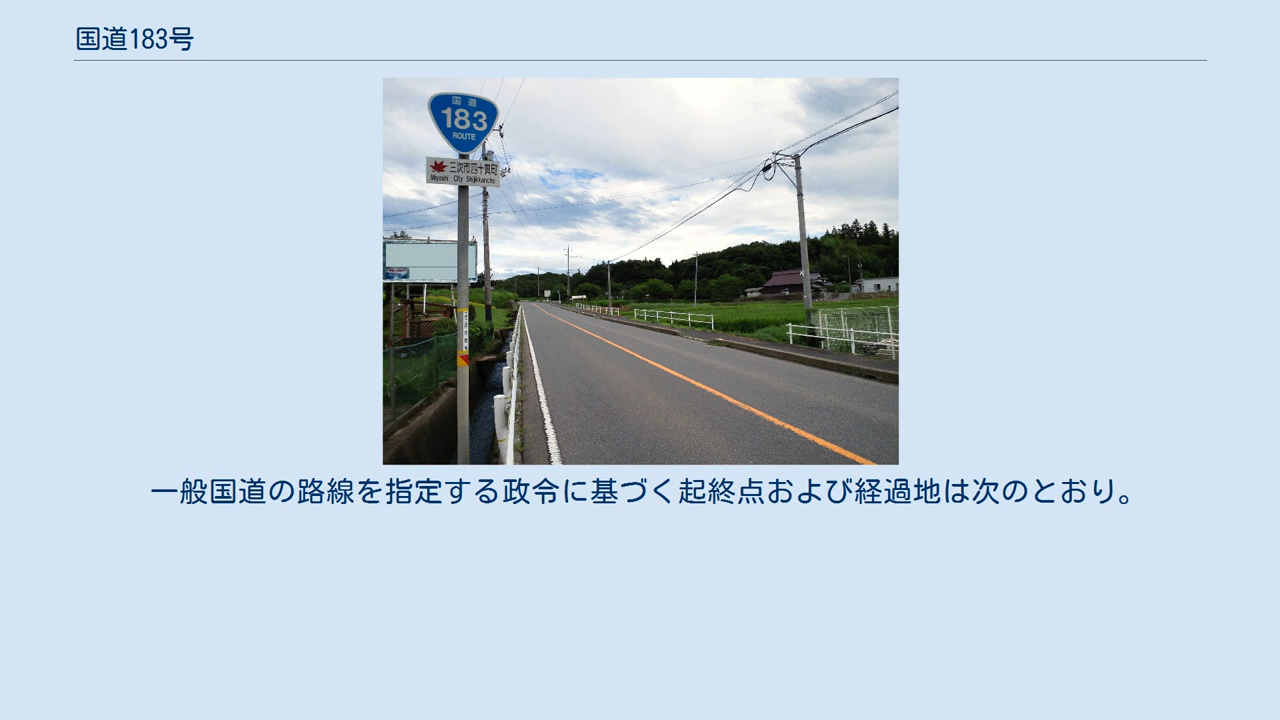 国道183号
国道
183
ROUTE
三次市四十貫町
Miyoshi City Shijikkancho
一般国道の路線を指定する政令に基づく起終点および経過地は次のとおり。